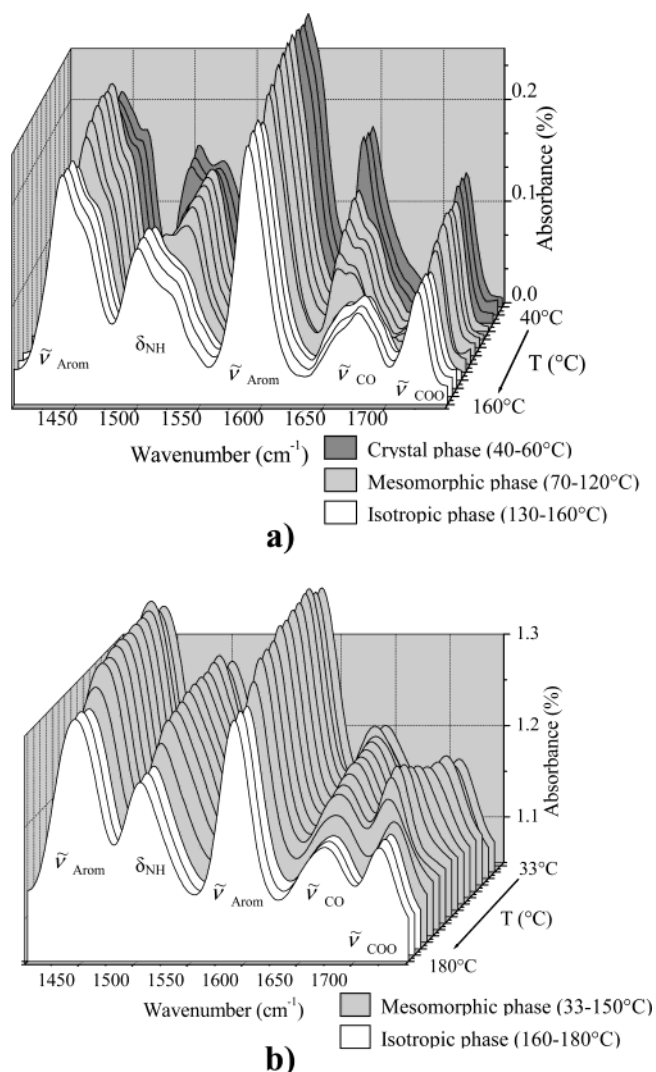 0.2
0.1
0.0
Absorbance (%)
40°C
T (°C)
160°C
ν̃ Arom
δNH
ν̃ Arom
ν̃ CO
ν̃ COO
1450 1500 1550 1600 1650 1700
Wavenumber (cm-1)
Crystal phase (40-60°C)
Mesomorphic phase (70-120°C)
Isotropic phase (130-160°C)
a)
1.3
1.2
1.1
Absorbance (%)
33°C
T (°C)
180°C
ν̃ Arom
δNH
ν̃ Arom
ν̃ CO
ν̃ COO
1450 1500 1550 1600 1650 1700
Wavenumber (cm-1)
Mesomorphic phase (33-150°C)
Isotropic phase (160-180°C)
b)